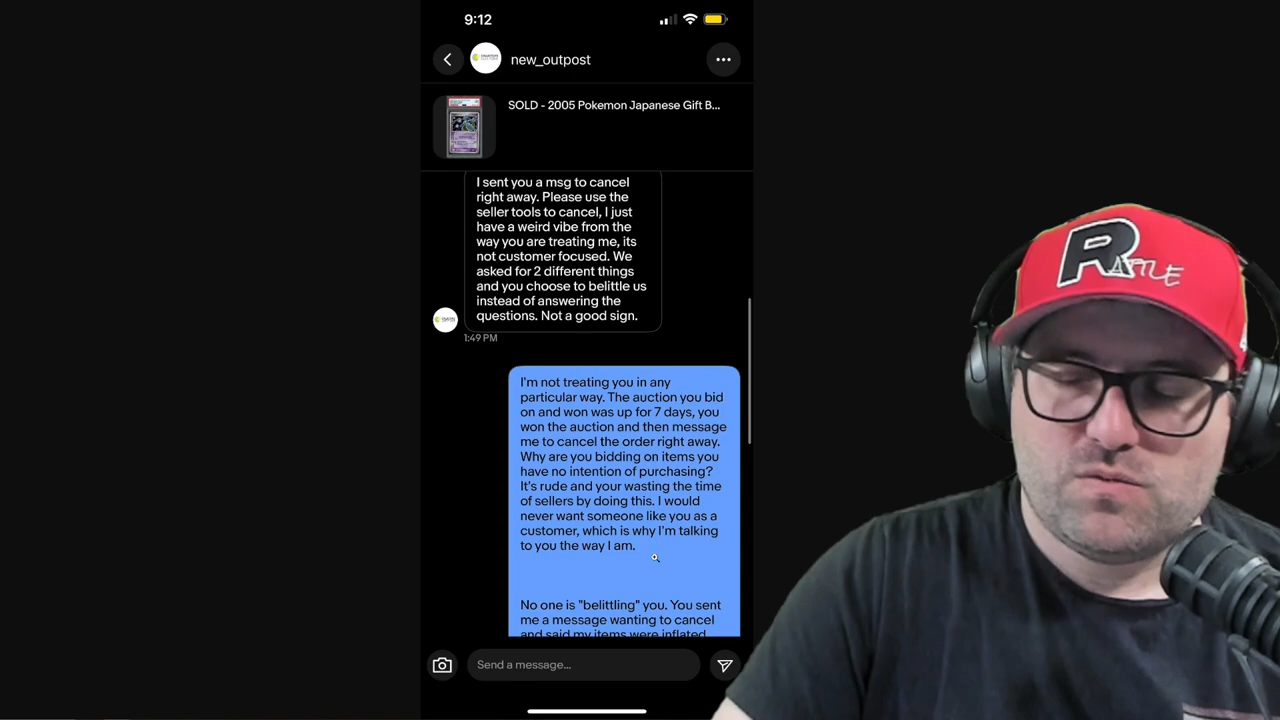 9:12
new_outpost
SOLD - 2005 Pokemon Japanese Gift B...
I sent you a msg to cancel
right away. Please use the
seller tools to cancel, I just
have a weird vibe from the
way you are treating me, its
not customer focused. We
asked for 2 different things
and you choose to belittle us
instead of answering the
questions. Not a good sign.
1:49 PM
I'm not treating you in any
particular way. The auction you bid
on and won was up for 7 days, you
won the auction and then message
me to cancel the order right away.
Why are you bidding on items you
have no intention of purchasing?
It's rude and your wasting the time
of sellers by doing this. I would
never want someone like you as a
customer, which is why I'm talking
to you the way I am.
No one is "belittling" you. You sent
me a message wanting to cancel
and said my items were inflated
Send a message...
R
ATTLE